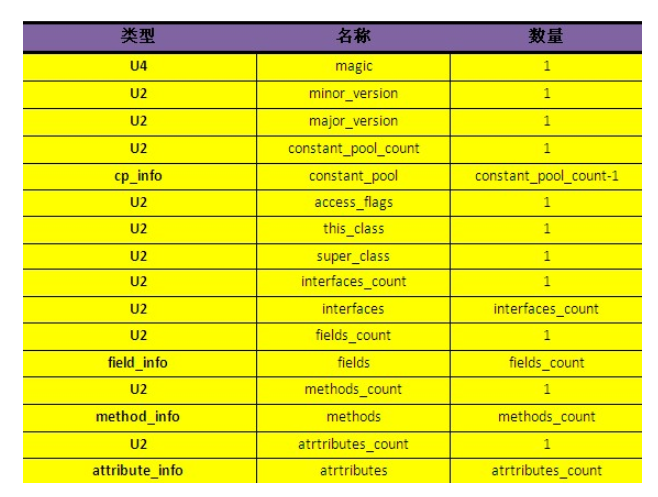 类型 名称 数量
U4 magic 1
U2 minor_version 1
U2 major_version 1
U2 constant_pool_count 1
cp_info constant_pool constant_pool_count-1
U2 access_flags 1
U2 this_class 1
U2 super_class 1
U2 interfaces_count 1
U2 interfaces interfaces_count
U2 fields_count 1
field_info fields fields_count
U2 methods_count 1
method_info methods methods_count
U2 atrtributes_count 1
attribute_info atrtributes atrtributes_count